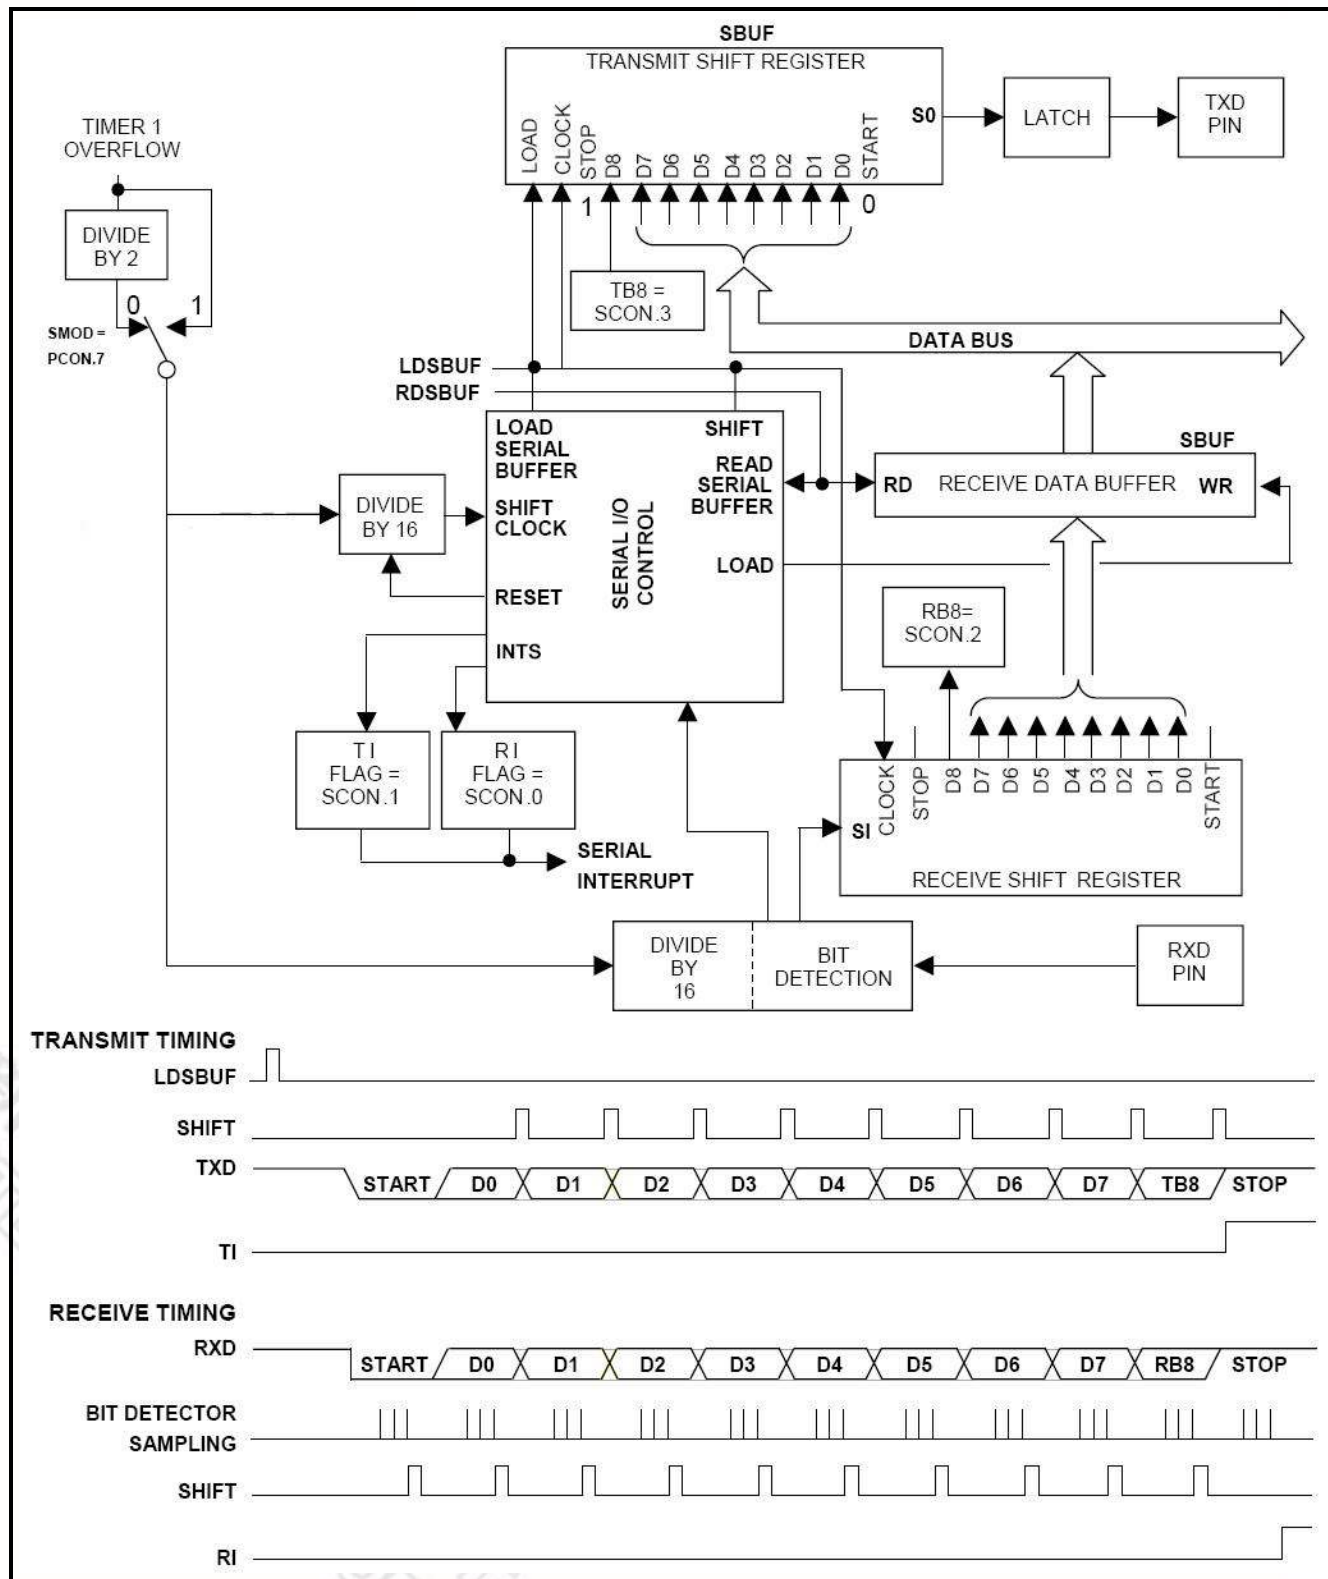 SBUF
TRANSMIT SHIFT REGISTER
LOAD
CLOCK
STOP
D8
D7
D6
D5
D4
D3
D2
D1
D0
START
S0
LATCH
TXD
PIN
TIMER 1
OVERFLOW
DIVIDE
BY 2
0
1
SMOD =
PCON.7
1
0
TB8 =
SCON.3
DATA BUS
LDSBUF
RDSBUF
LOAD
SERIAL
BUFFER
SHIFT
READ
SERIAL
BUFFER
SHIFT
CLOCK
SERIAL I/O
CONTROL
LOAD
RESET
INTS
DIVIDE
BY 16
SBUF
RD
RECEIVE DATA BUFFER
WR
RB8=
SCON.2
TI
FLAG =
SCON.1
RI
FLAG =
SCON.0
SERIAL
INTERRUPT
SI
CLOCK
STOP
D8
D7
D6
D5
D4
D3
D2
D1
D0
START
RECEIVE SHIFT REGISTER
DIVIDE
BY
16
BIT
DETECTION
RXD
PIN
TRANSMIT TIMING
LDSBUF
SHIFT
TXD
START D0 D1 D2 D3 D4 D5 D6 D7 TB8 STOP
TI
RECEIVE TIMING
RXD
START D0 D1 D2 D3 D4 D5 D6 D7 RB8 STOP
BIT DETECTOR
SAMPLING
SHIFT
RI